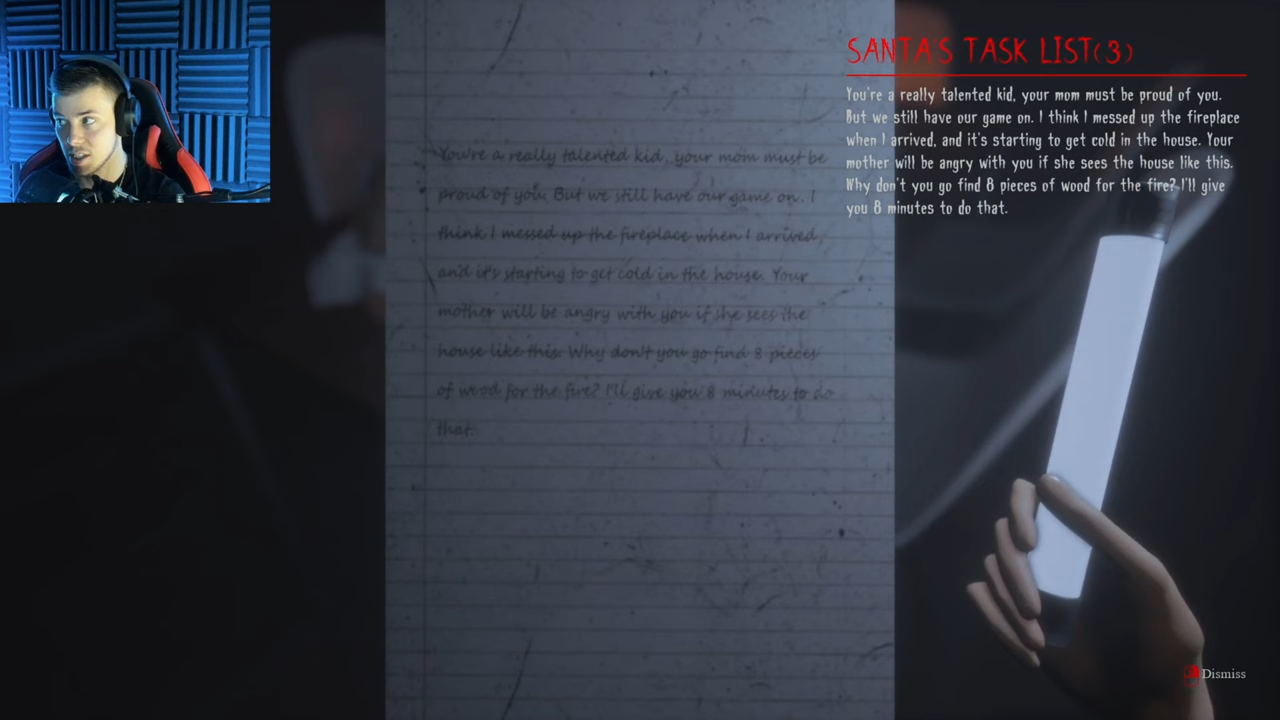 SANTA'S TASK LIST(3)
You're a really talented kid, your mom must be proud of you.
But we still have our game on. I think I messed up the fireplace
when I arrived, and it's starting to get cold in the house. Your
mother will be angry with you if she sees the house like this.
Why don't you go find 8 pieces of wood for the fire? I'll give
you 8 minutes to do that.
You're a really talented kid, your mom must be
proud of you. But we still have our game on. I
think I messed up the fireplace when I arrived,
and it's starting to get cold in the house. Your
mother will be angry with you if she sees the
house like this. Why don't you go find 8 pieces
of wood for the fire? I'll give you 8 minutes to do
that.
Dismiss